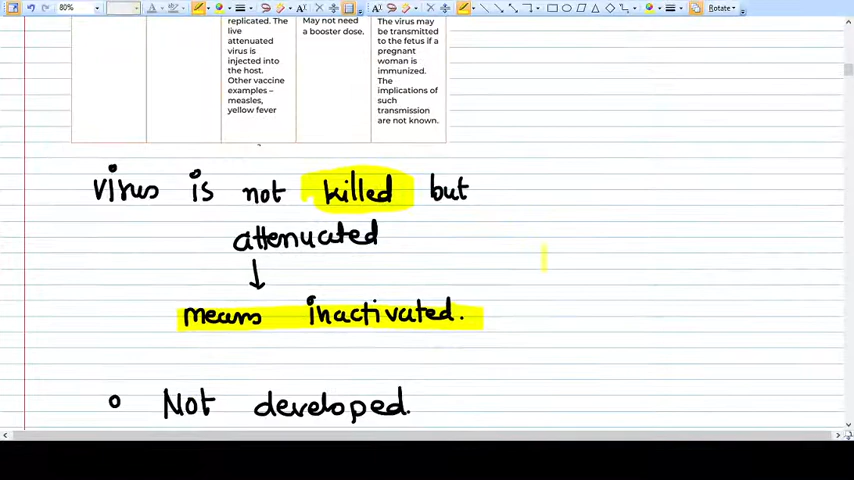 80%
Rotate
replicated. The
live
attenuated
virus is
injected into
the host.
Other vaccine
examples –
measles,
yellow fever
May not need
a booster dose.
The virus may
be transmitted
to the fetus if a
pregnant
woman is
immunized.
The
implications of
such
transmission
are not known.
virus is not killed but
attenuated
↓
means inactivated.
o Not developed.